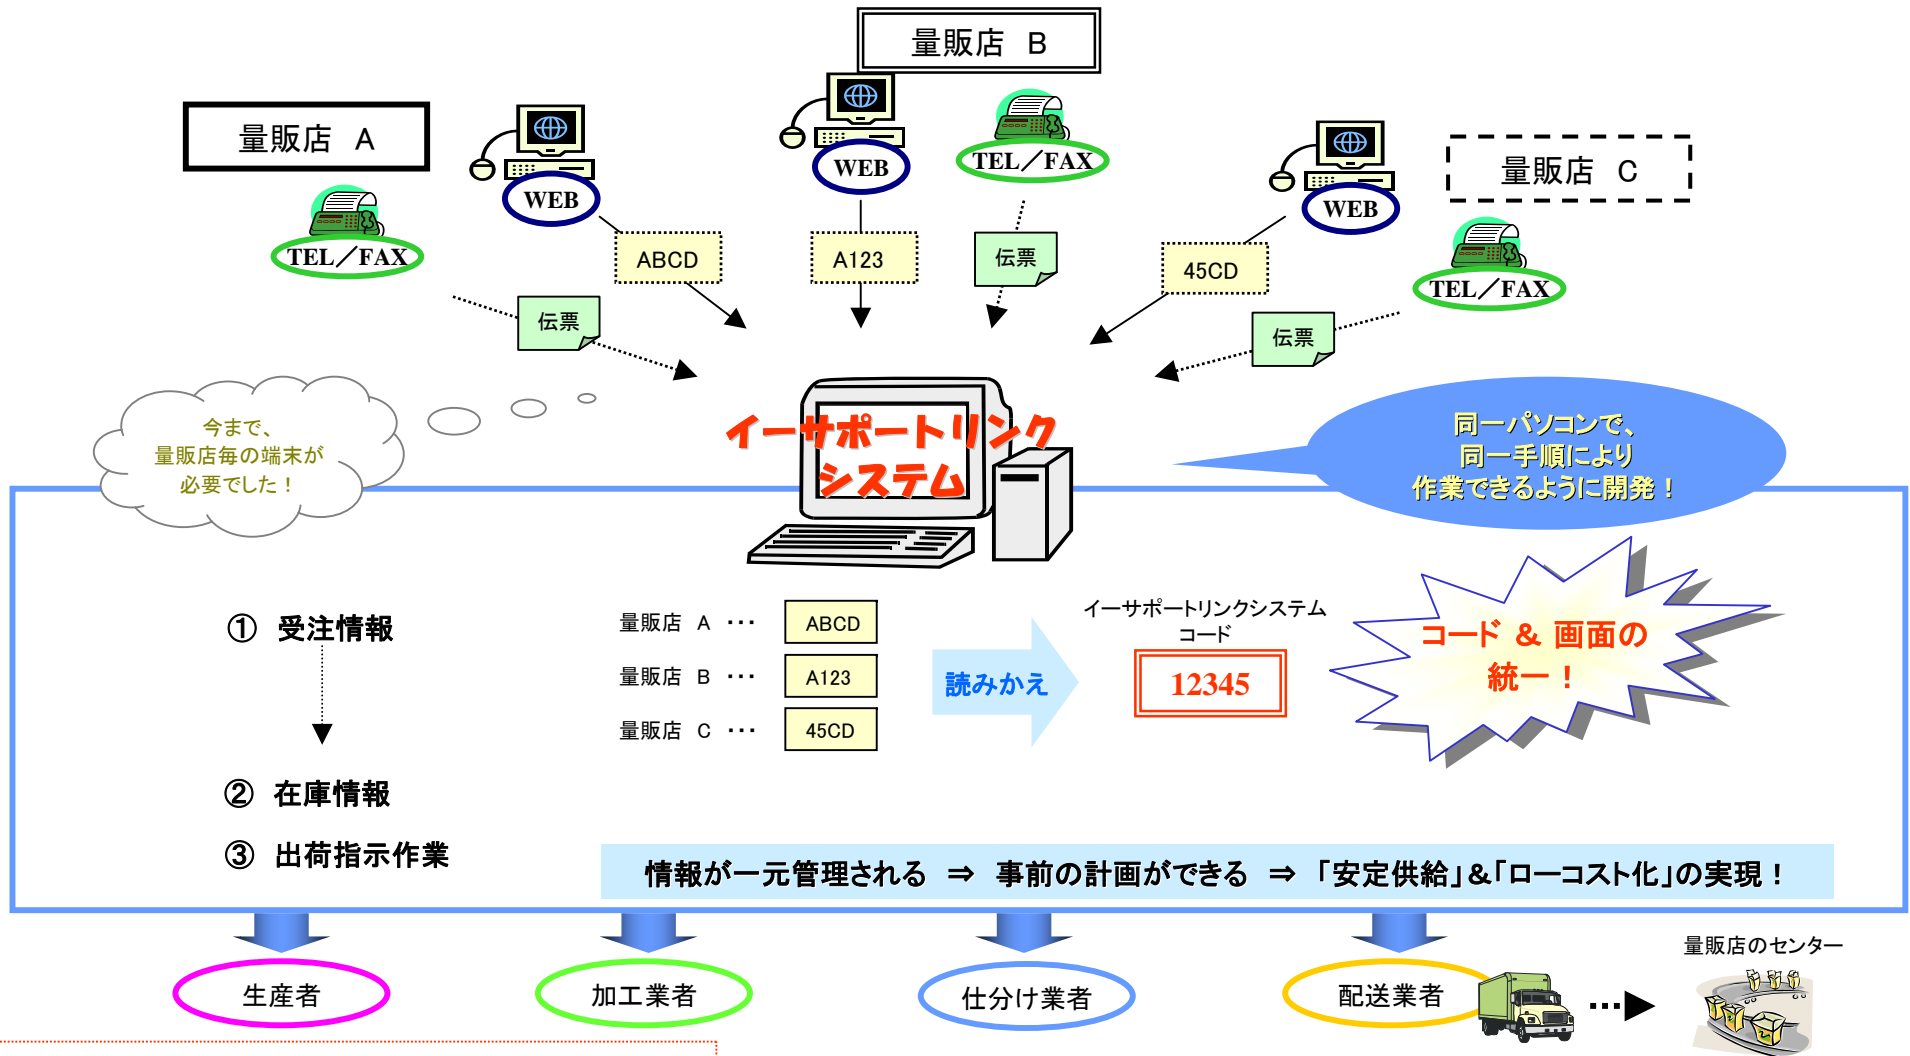 量販店　B
量販店　A
量販店　C
WEB
TEL／FAX
WEB
TEL／FAX
WEB
TEL／FAX
ABCD
A123
伝票
45CD
伝票
伝票
今まで、
量販店毎の端末が
必要でした！
イーサポートリンク
システム
同一パソコンで、
同一手順により
作業できるように開発！
①　受注情報
②　在庫情報
③　出荷指示作業
量販店　A　･･･　ABCD
量販店　B　･･･　A123
量販店　C　･･･　45CD
読みかえ
イーサポートリンクシステム
コード
12345
コード ＆ 画面の
統一！
情報が一元管理される　⇒　事前の計画ができる　⇒　「安定供給」＆「ローコスト化」の実現！
生産者
加工業者
仕分け業者
配送業者
量販店のセンター